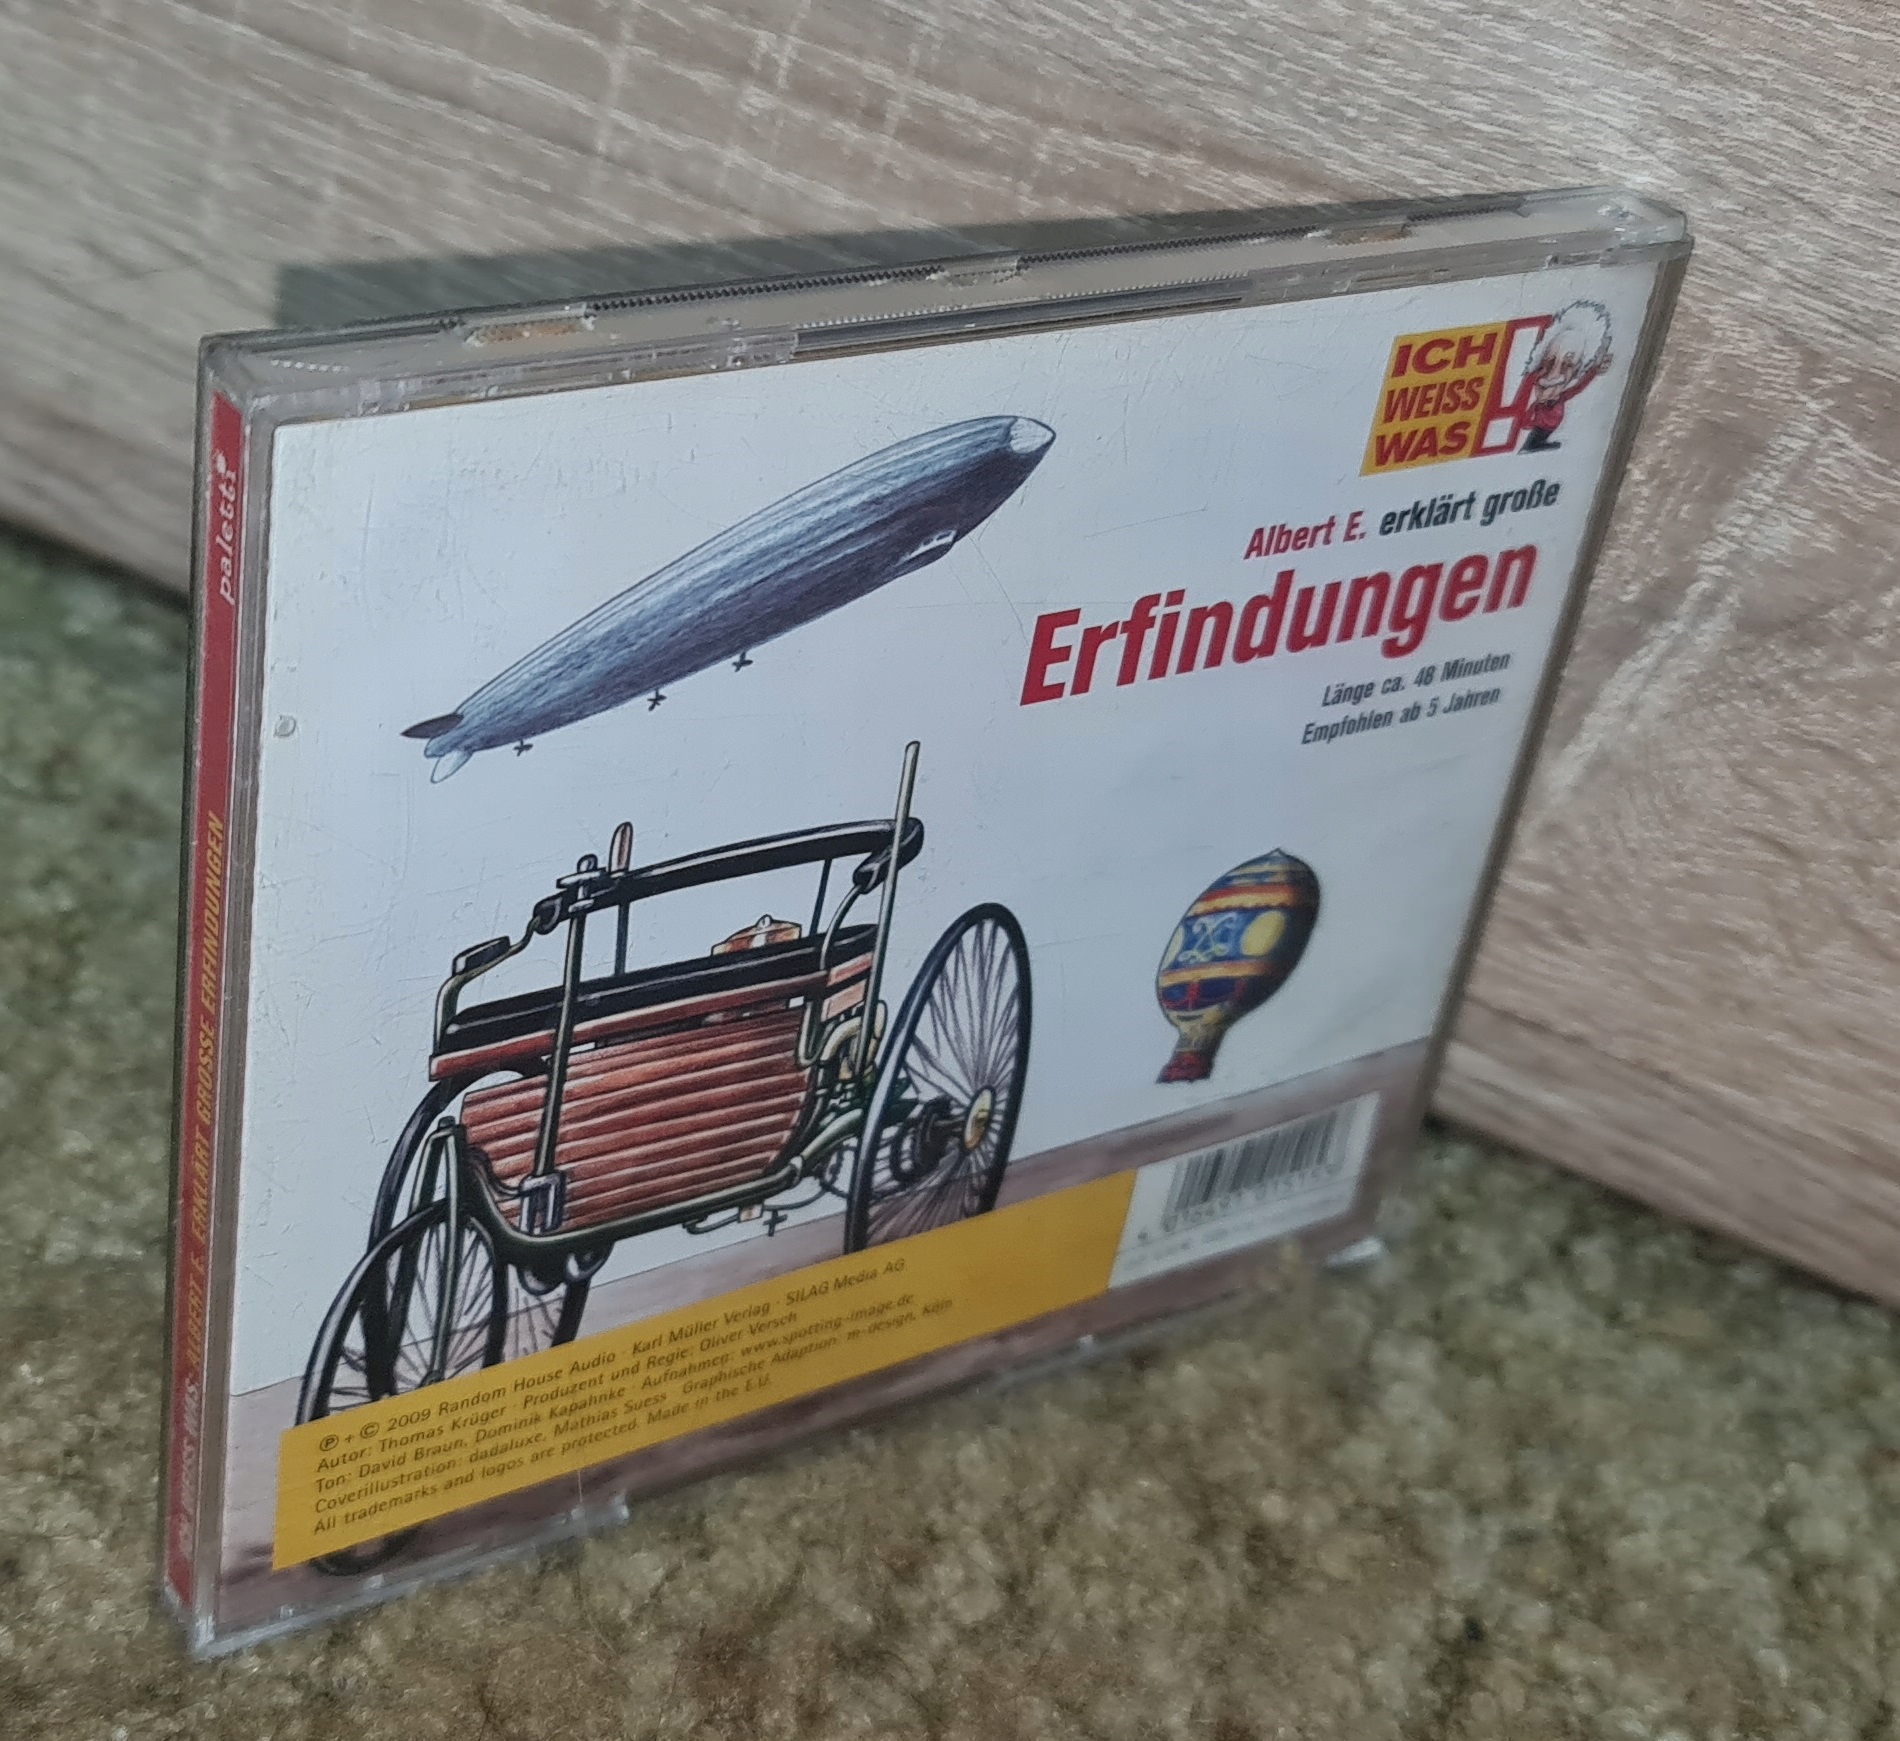 paletti
ICH WEISS WAS: ALBERT E. ERKLÄRT GROSSE ERFINDUNGEN
ICH
WEISS
WAS
Albert E. erklärt große
Erfindungen
Länge ca. 48 Minuten
Empfohlen ab 5 Jahren
℗ + © 2009 Random House Audio · Karl Müller Verlag · SILAG Media AG
Autor: Thomas Krüger · Produzent und Regie: Oliver Versch
Ton: David Braun, Dominik Kapahnke · Aufnahmen: www.spotting-image.de
Coverillustration: dadaluxe, Mathias Suess · Graphische Adaption: m-design, Köln
All trademarks and logos are protected. Made in the E.U.